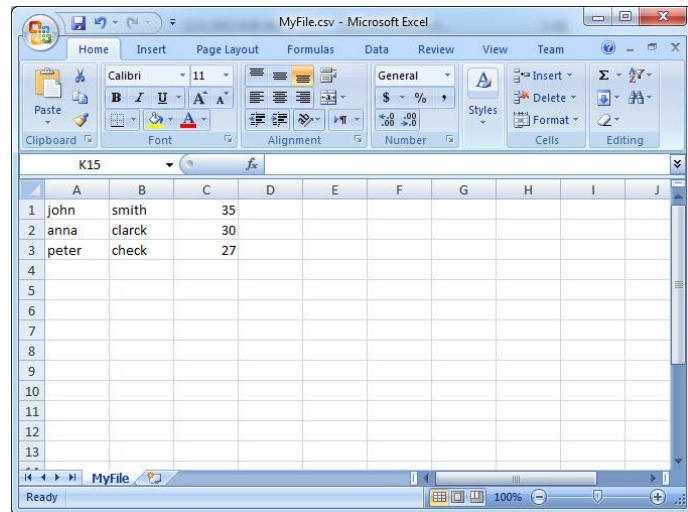 MyFile.csv - Microsoft Excel
Home Insert Page Layout Formulas Data Review View Team
Calibri 11 General Insert
Paste B I U A A $ % , Styles Delete
A .00 .0 Format
Clipboard Font Alignment Number Cells Editing
K15 fx
A B C D E F G H I J
1 john smith 35
2 anna clarck 30
3 peter check 27
4
5
6
7
8
9
10
11
12
13
MyFile
Ready 100%